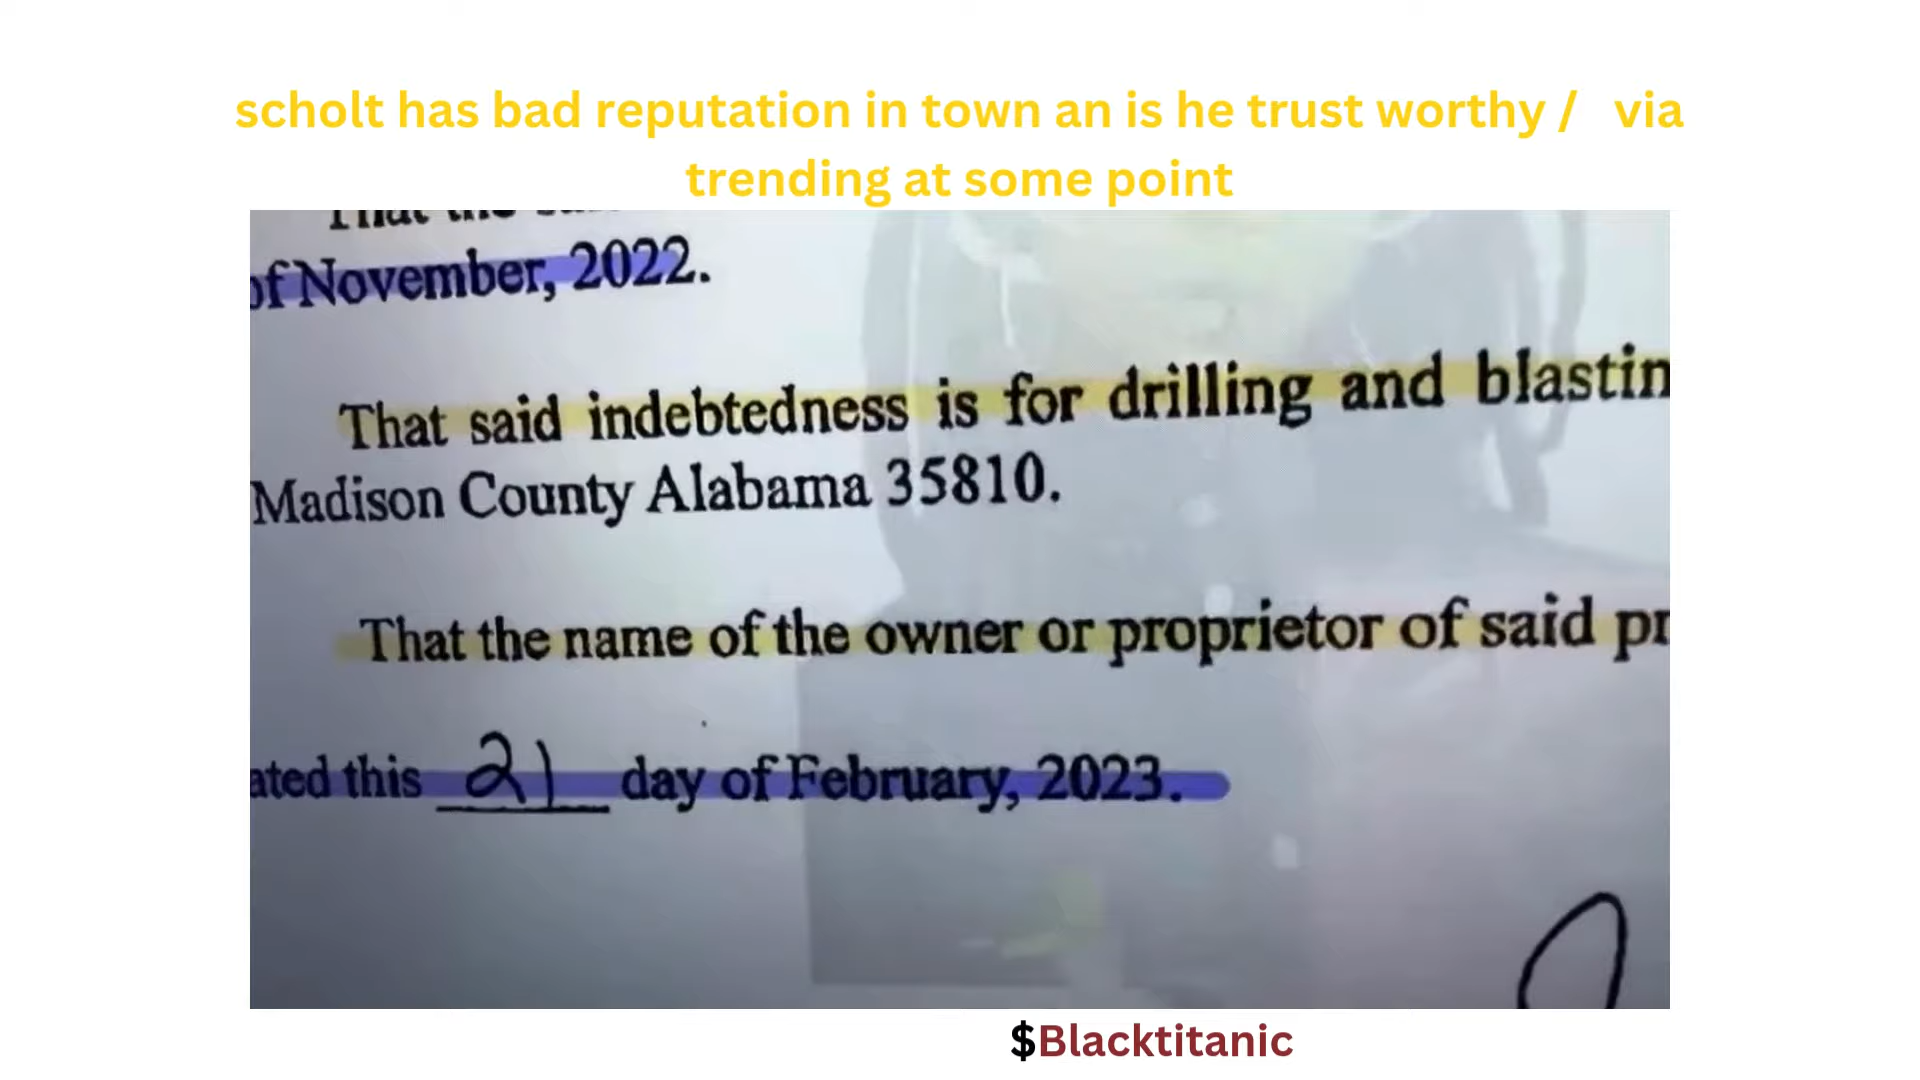 scholt has bad reputation in town an is he trust worthy / via
trending at some point
of November, 2022.
That said indebtedness is for drilling and blastin
Madison County Alabama 35810.
That the name of the owner or proprietor of said pr
ated this 21 day of February, 2023.
$Blacktitanic